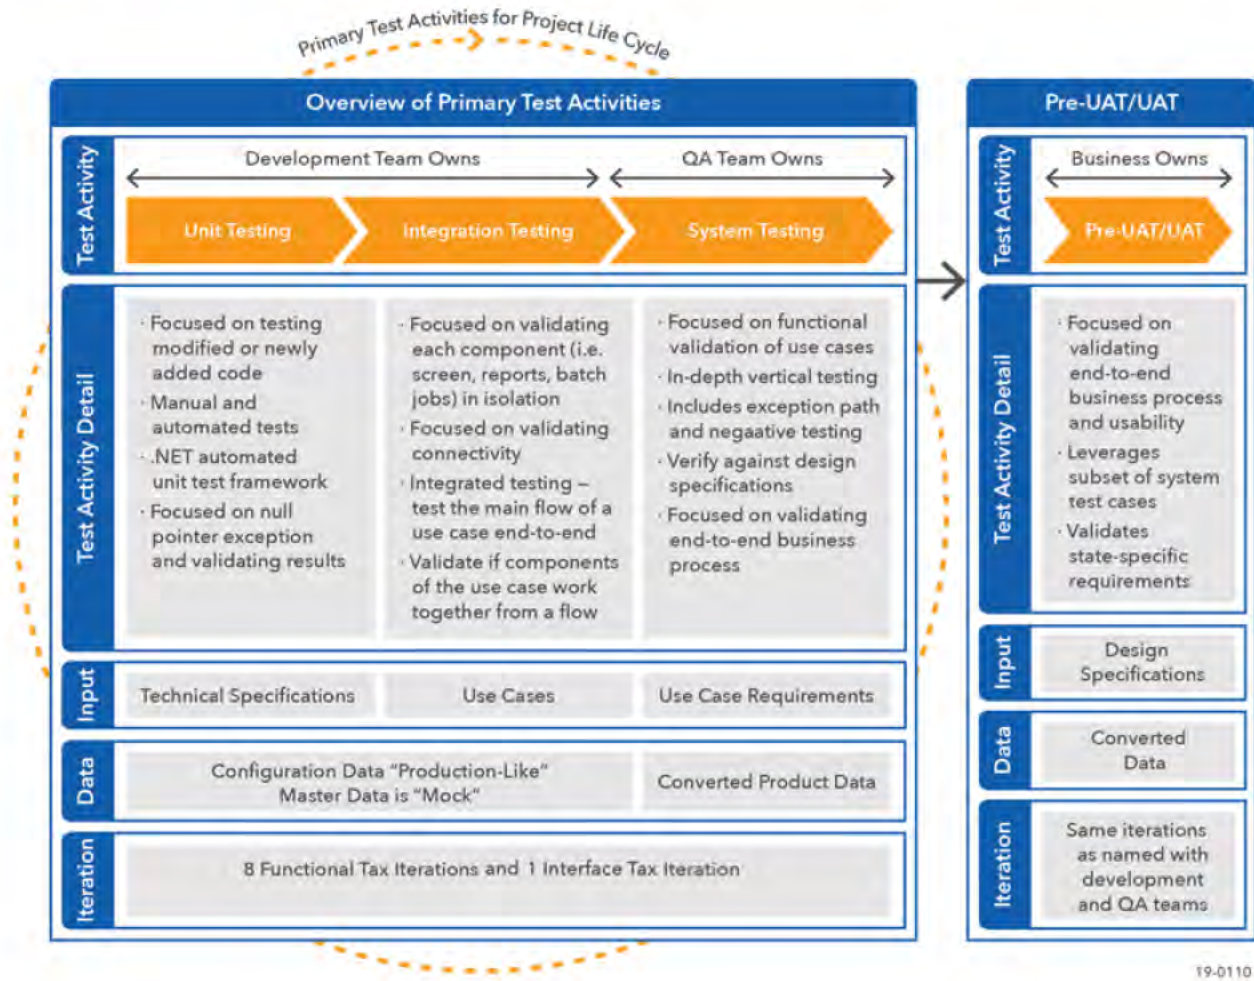 Primary Test Activities for Project Life Cycle
Overview of Primary Test Activities
Test Activity
Development Team Owns
QA Team Owns
Unit Testing
Integration Testing
System Testing
Test Activity Detail
· Focused on testing
modified or newly
added code
· Manual and
automated tests
· .NET automated
unit test framework
· Focused on null
pointer exception
and validating results
· Focused on validating
each component (i.e.
screen, reports, batch
jobs) in isolation
· Focused on validating
connectivity
· Integrated testing –
test the main flow of a
use case end-to-end
· Validate if components
of the use case work
together from a flow
· Focused on functional
validation of use cases
· In-depth vertical testing
· Includes exception path
and negaative testing
· Verify against design
specifications
· Focused on validating
end-to-end business
process
Input
Technical Specifications
Use Cases
Use Case Requirements
Data
Configuration Data “Production-Like”
Master Data is “Mock”
Converted Product Data
Iteration
8 Functional Tax Iterations and 1 Interface Tax Iteration
Pre-UAT/UAT
Test Activity
Business Owns
Pre-UAT/UAT
Test Activity Detail
· Focused on
validating
end-to-end
business process
and usability
· Leverages
subset of system
test cases
· Validates
state-specific
requirements
Input
Design
Specifications
Data
Converted
Data
Iteration
Same iterations
as named with
development
and QA teams
19-0110